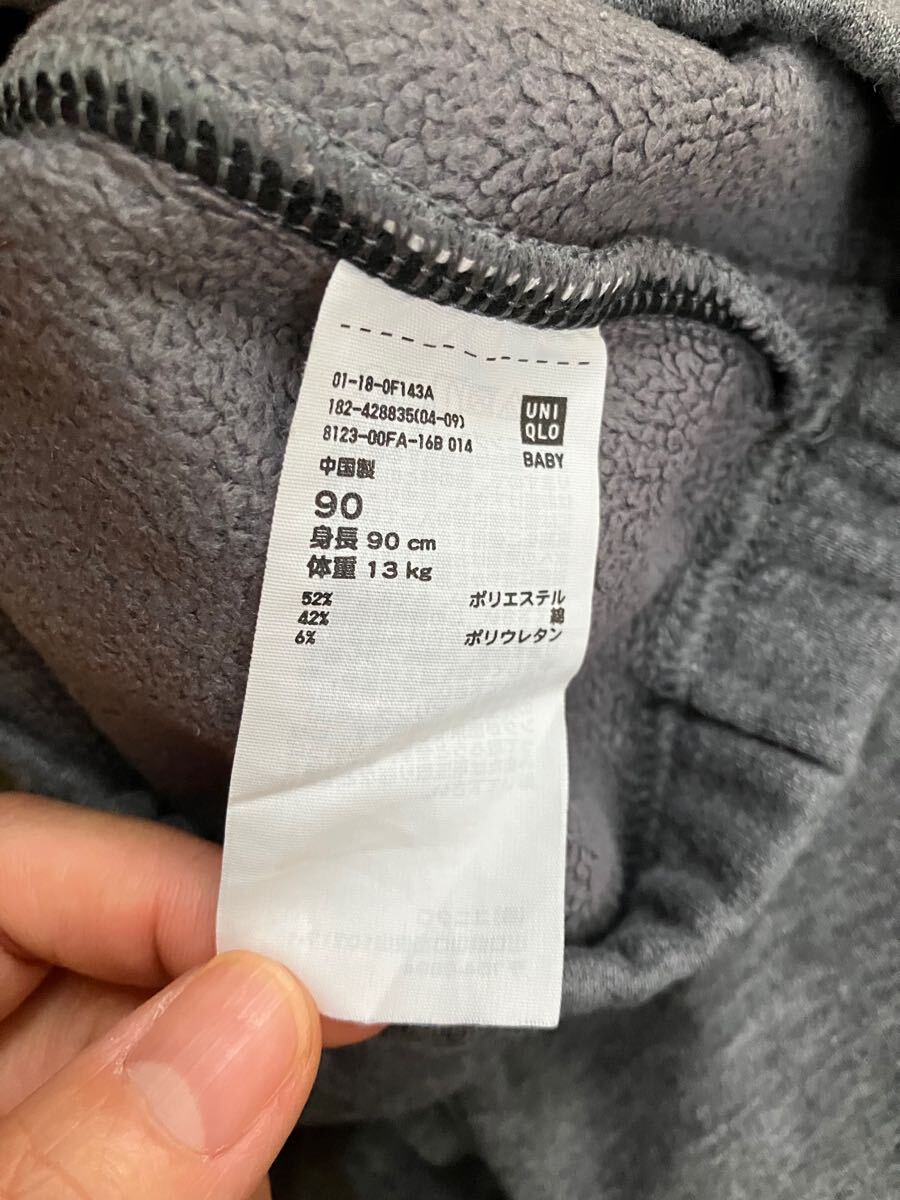 01-18-0F143A
182-428835(04-09)
8123-00FA-16B 014
UNI
QLO
BABY
中国製
90
身長 90 cm
体重 13 kg
52% ポリエステル
42% 綿
6% ポリウレタン